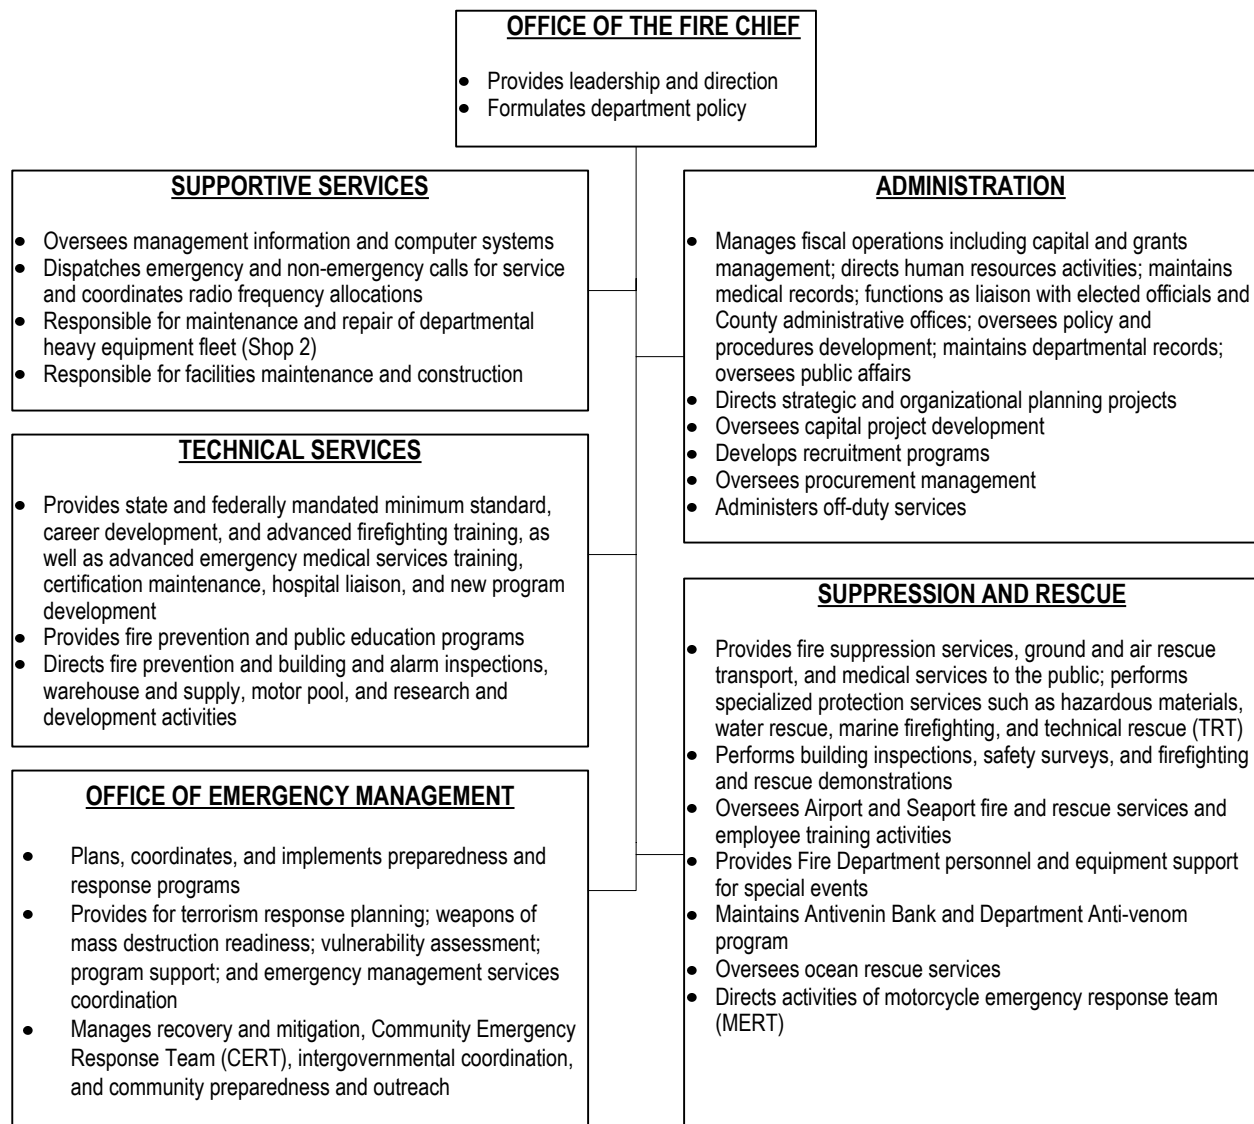 OFFICE OF THE FIRE CHIEF
• Provides leadership and direction
• Formulates department policy
SUPPORTIVE SERVICES
• Oversees management information and computer systems
• Dispatches emergency and non-emergency calls for service
and coordinates radio frequency allocations
• Responsible for maintenance and repair of departmental
heavy equipment fleet (Shop 2)
• Responsible for facilities maintenance and construction
ADMINISTRATION
• Manages fiscal operations including capital and grants
management; directs human resources activities; maintains
medical records; functions as liaison with elected officials and
County administrative offices; oversees policy and
procedures development; maintains departmental records;
oversees public affairs
• Directs strategic and organizational planning projects
• Oversees capital project development
• Develops recruitment programs
• Oversees procurement management
• Administers off-duty services
TECHNICAL SERVICES
• Provides state and federally mandated minimum standard,
career development, and advanced firefighting training, as
well as advanced emergency medical services training,
certification maintenance, hospital liaison, and new program
development
• Provides fire prevention and public education programs
• Directs fire prevention and building and alarm inspections,
warehouse and supply, motor pool, and research and
development activities
SUPPRESSION AND RESCUE
• Provides fire suppression services, ground and air rescue
transport, and medical services to the public; performs
specialized protection services such as hazardous materials,
water rescue, marine firefighting, and technical rescue (TRT)
• Performs building inspections, safety surveys, and firefighting
and rescue demonstrations
• Oversees Airport and Seaport fire and rescue services and
employee training activities
• Provides Fire Department personnel and equipment support
for special events
• Maintains Antivenin Bank and Department Anti-venom
program
• Oversees ocean rescue services
• Directs activities of motorcycle emergency response team
(MERT)
OFFICE OF EMERGENCY MANAGEMENT
• Plans, coordinates, and implements preparedness and
response programs
• Provides for terrorism response planning; weapons of
mass destruction readiness; vulnerability assessment;
program support; and emergency management services
coordination
• Manages recovery and mitigation, Community Emergency
Response Team (CERT), intergovernmental coordination,
and community preparedness and outreach